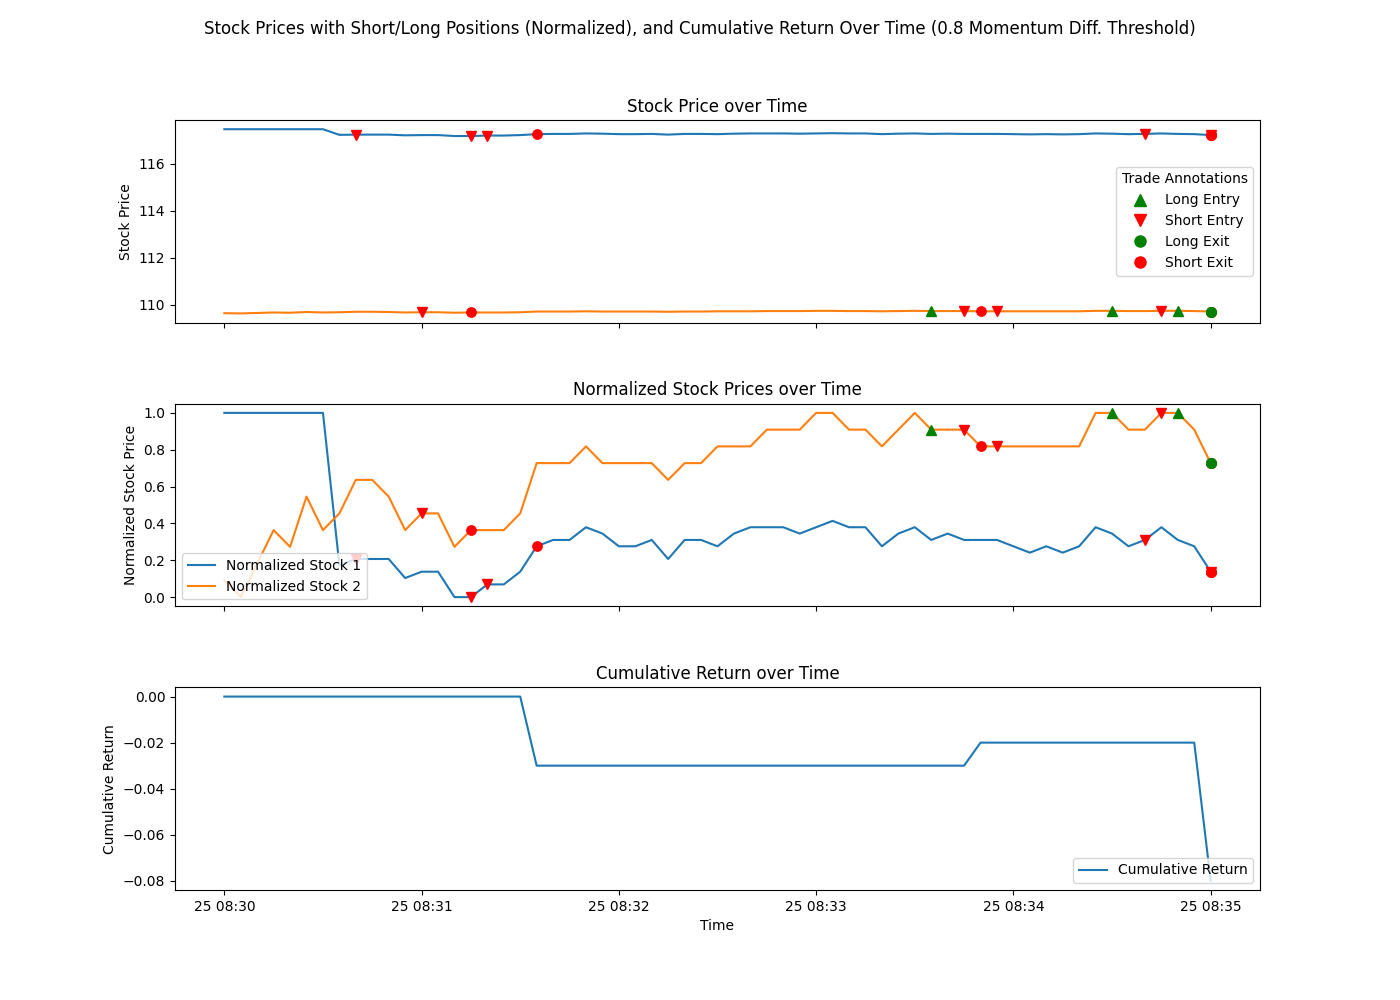 Stock Prices with Short/Long Positions (Normalized), and Cumulative Return Over Time (0.8 Momentum Diff. Threshold)
Stock Price over Time
116
114
112
110
Stock Price
Trade Annotations
Long Entry
Short Entry
Long Exit
Short Exit
Normalized Stock Prices over Time
1.0
0.8
0.6
0.4
0.2
0.0
Normalized Stock Price
Normalized Stock 1
Normalized Stock 2
Cumulative Return over Time
0.00
−0.02
−0.04
−0.06
−0.08
Cumulative Return
Cumulative Return
25 08:30 25 08:31 25 08:32 25 08:33 25 08:34 25 08:35
Time